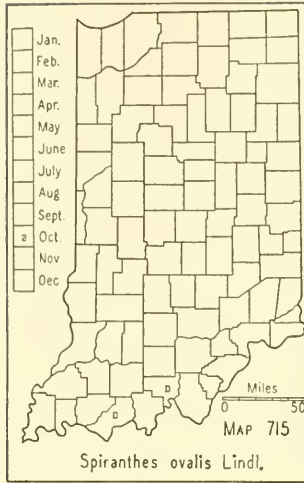 Jan.
Feb.
Mar.
Apr.
May
June
July
Aug
Sept.
2 Oct
Nov
Dec
D
D
Miles
0 50
MAP 715
Spiranthes ovalis Lindl.